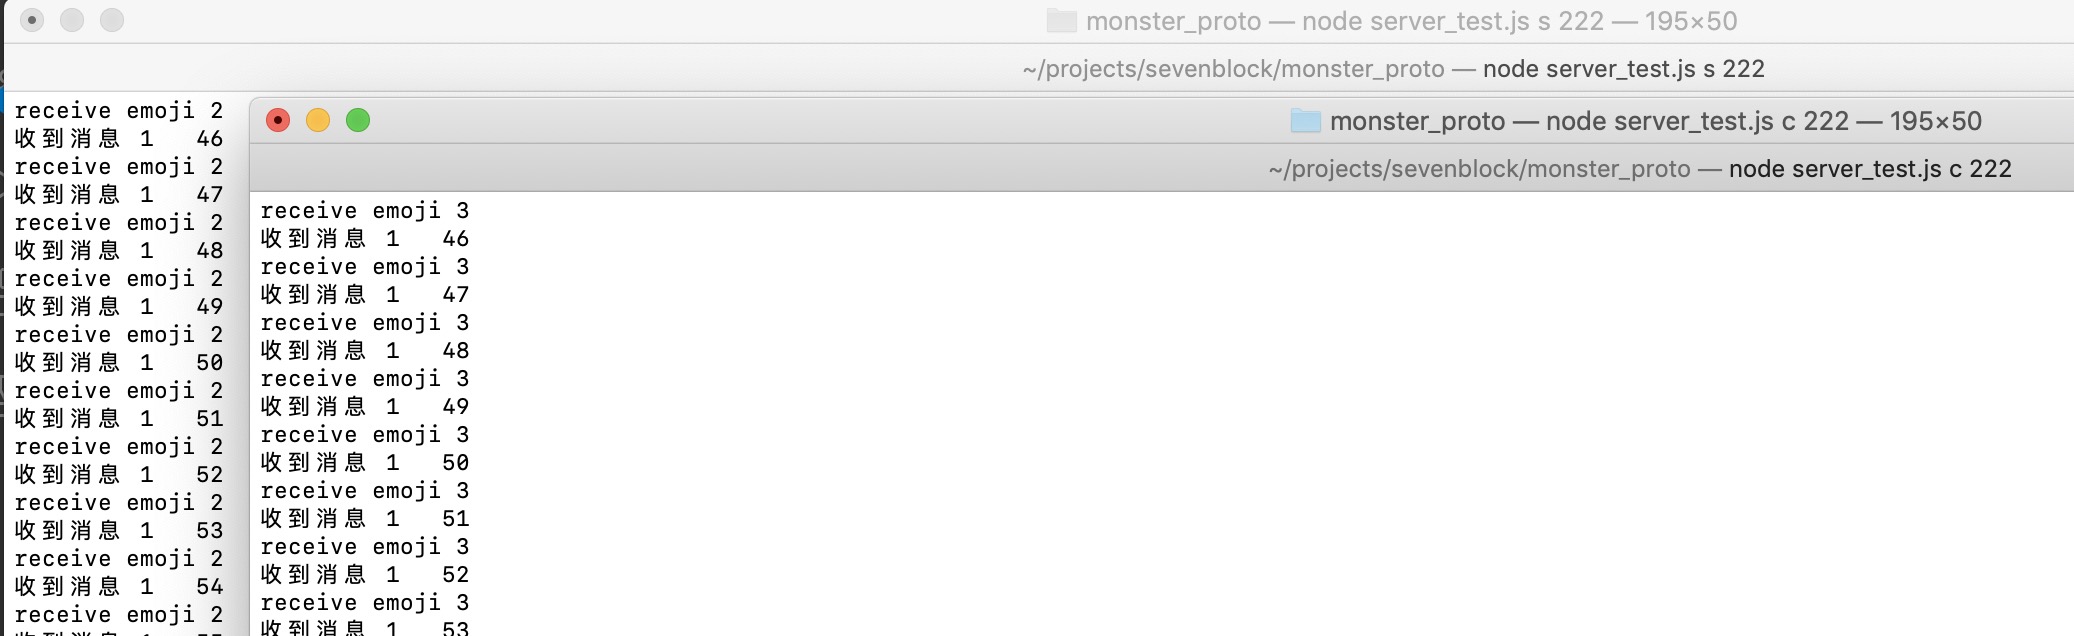 monster_proto — node server_test.js s 222 — 195×50
~/projects/sevenblock/monster_proto — node server_test.js s 222
receive emoji 2
收到消息 1   46
receive emoji 2
收到消息 1   47
receive emoji 2
收到消息 1   48
receive emoji 2
收到消息 1   49
receive emoji 2
收到消息 1   50
receive emoji 2
收到消息 1   51
receive emoji 2
收到消息 1   52
receive emoji 2
收到消息 1   53
receive emoji 2
收到消息 1   54
receive emoji 2
monster_proto — node server_test.js c 222 — 195×50
~/projects/sevenblock/monster_proto — node server_test.js c 222
receive emoji 3
收到消息 1   46
receive emoji 3
收到消息 1   47
receive emoji 3
收到消息 1   48
receive emoji 3
收到消息 1   49
receive emoji 3
收到消息 1   50
receive emoji 3
收到消息 1   51
receive emoji 3
收到消息 1   52
receive emoji 3
收到消息 1   53